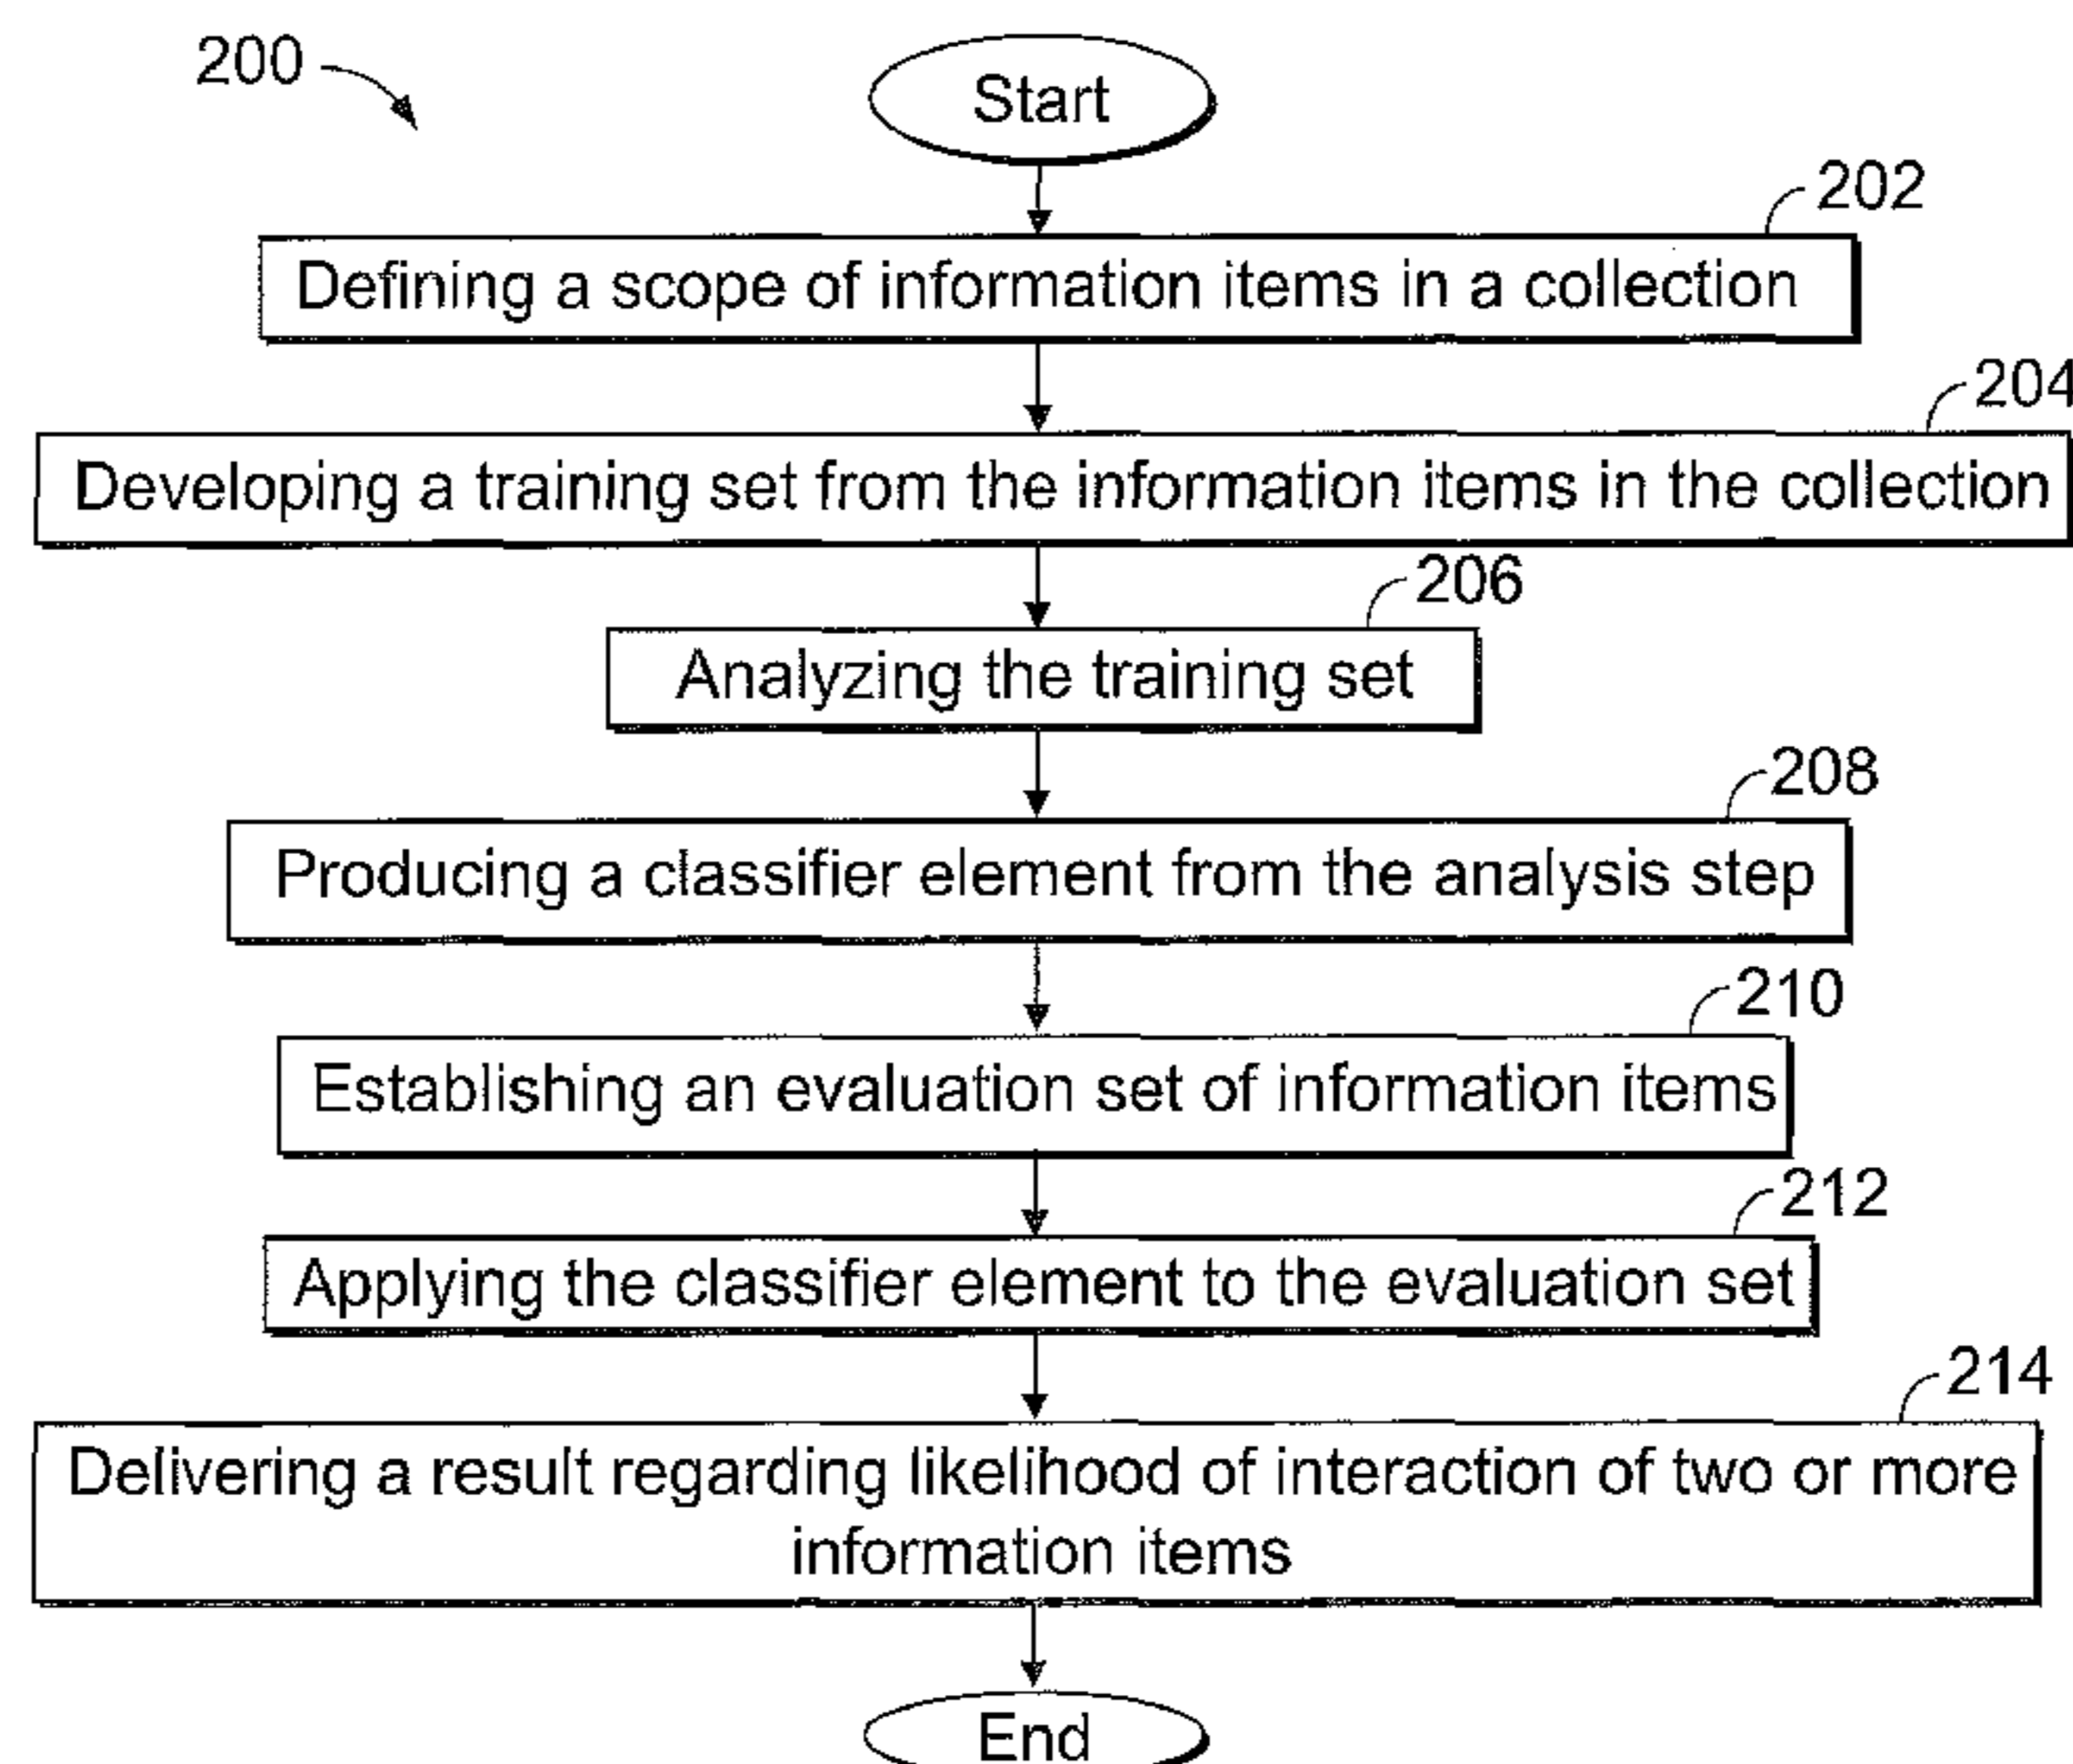 200
Start
202
Defining a scope of information items in a collection
204
Developing a training set from the information items in the collection
206
Analyzing the training set
208
Producing a classifier element from the analysis step
210
Establishing an evaluation set of information items
212
Applying the classifier element to the evaluation set
214
Delivering a result regarding likelihood of interaction of two or more
information items
End